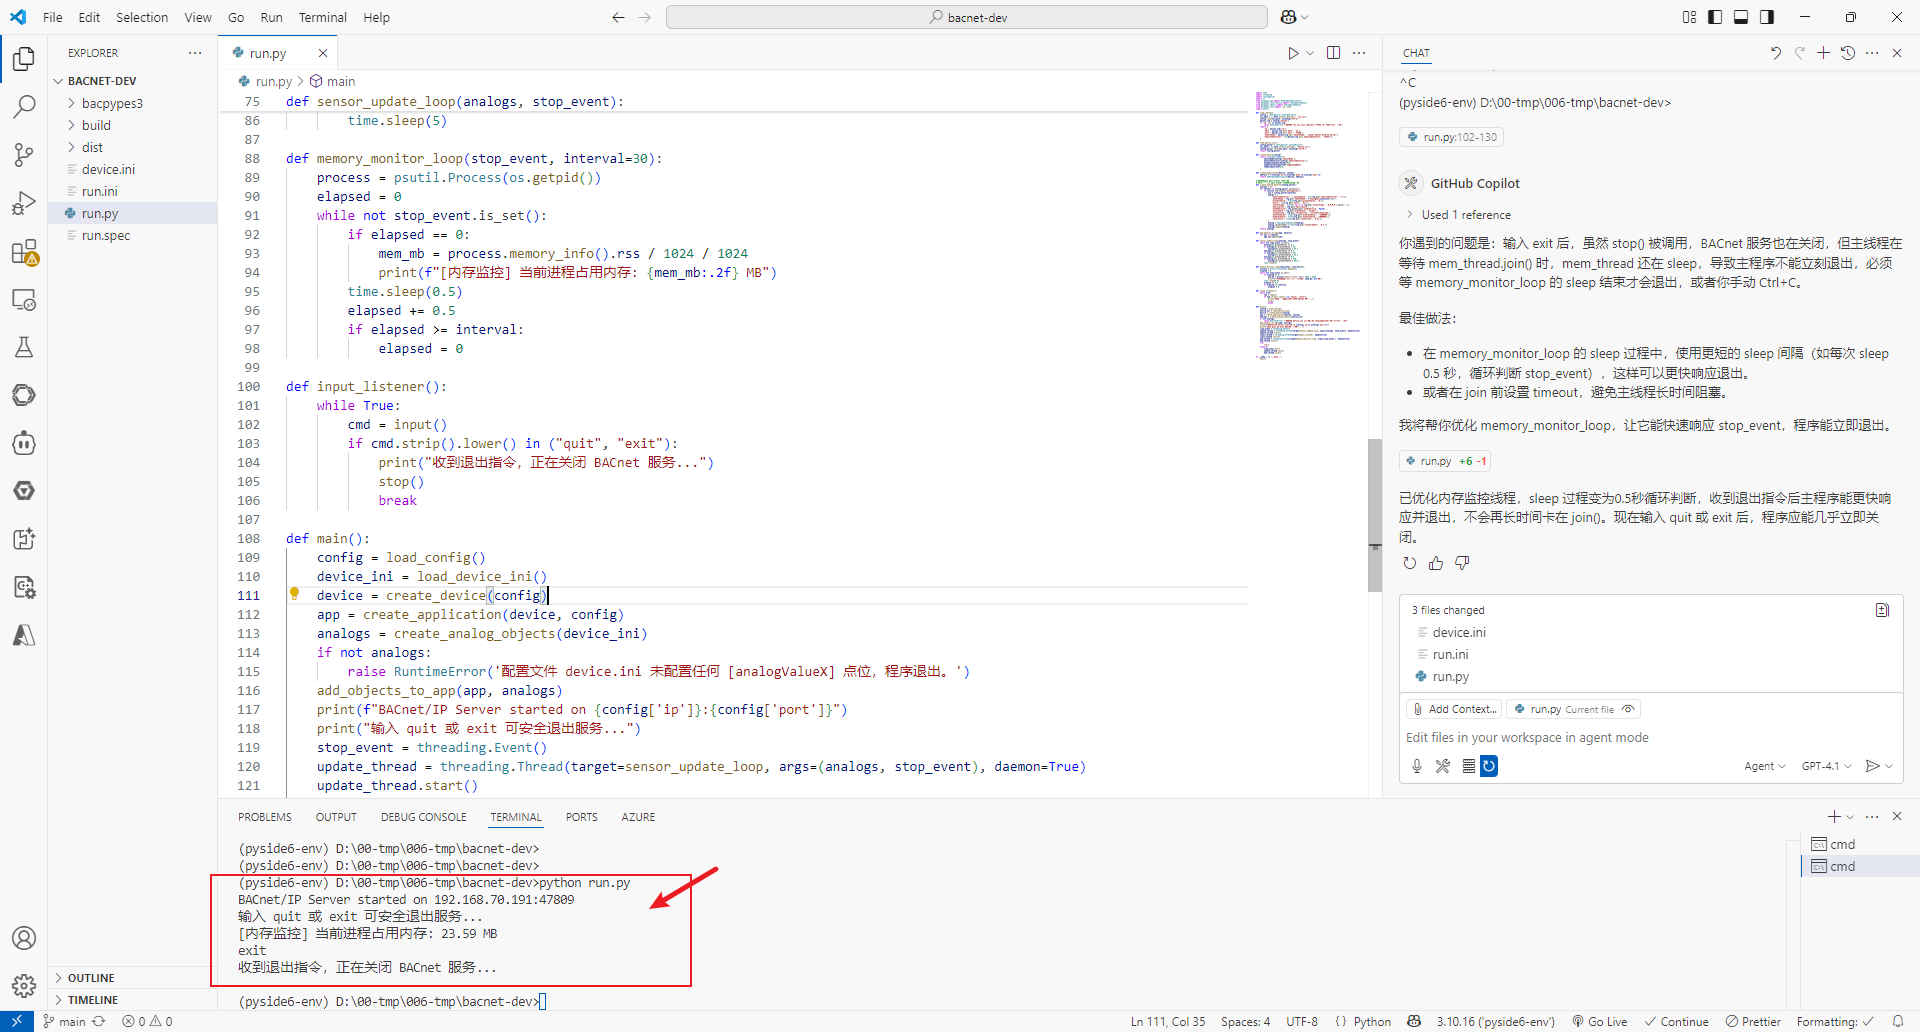 File Edit Selection View Go Run Terminal Help
bacnet-dev
EXPLORER
BACNET-DEV
bacpypes3
build
dist
device.ini
run.ini
run.py
run.spec
OUTLINE
TIMELINE
run.py
run.py > main
75 def sensor_update_loop(analogs, stop_event):
86 time.sleep(5)
87
88 def memory_monitor_loop(stop_event, interval=30):
89 process = psutil.Process(os.getpid())
90 elapsed = 0
91 while not stop_event.is_set():
92 if elapsed == 0:
93 mem_mb = process.memory_info().rss / 1024 / 1024
94 print(f"[内存监控] 当前进程占用内存: {mem_mb:.2f} MB")
95 time.sleep(0.5)
96 elapsed += 0.5
97 if elapsed >= interval:
98 elapsed = 0
99
100 def input_listener():
101 while True:
102 cmd = input()
103 if cmd.strip().lower() in ("quit", "exit"):
104 print("收到退出指令，正在关闭 BACnet 服务...")
105 stop()
106 break
107
108 def main():
109 config = load_config()
110 device_ini = load_device_ini()
111 device = create_device(config)
112 app = create_application(device, config)
113 analogs = create_analog_objects(device_ini)
114 if not analogs:
115 raise RuntimeError('配置文件 device.ini 未配置任何 [analogValueX] 点位，程序退出。')
116 add_objects_to_app(app, analogs)
117 print(f"BACnet/IP Server started on {config['ip']}:{config['port']}")
118 print("输入 quit 或 exit 可安全退出服务...")
119 stop_event = threading.Event()
120 update_thread = threading.Thread(target=sensor_update_loop, args=(analogs, stop_event), daemon=True)
121 update_thread.start()
PROBLEMS OUTPUT DEBUG CONSOLE TERMINAL PORTS AZURE
(pyside6-env) D:\00-tmp\006-tmp\bacnet-dev>
(pyside6-env) D:\00-tmp\006-tmp\bacnet-dev>
(pyside6-env) D:\00-tmp\006-tmp\bacnet-dev>python run.py
BACnet/IP Server started on 192.168.70.191:47809
输入 quit 或 exit 可安全退出服务...
[内存监控] 当前进程占用内存: 23.59 MB
exit
收到退出指令，正在关闭 BACnet 服务...
(pyside6-env) D:\00-tmp\006-tmp\bacnet-dev>
cmd
cmd
CHAT
^C
(pyside6-env) D:\00-tmp\006-tmp\bacnet-dev>
run.py:102-130
GitHub Copilot
Used 1 reference
你遇到的问题是：输入 exit 后，虽然 stop() 被调用，BACnet 服务也在关闭，但主线程在
等待 mem_thread.join() 时，mem_thread 还在 sleep，导致主程序不能立刻退出，必须
等 memory_monitor_loop 的 sleep 结束才会退出，或者你手动 Ctrl+C。
最佳做法：
• 在 memory_monitor_loop 的 sleep 过程中，使用更短的 sleep 间隔（如每次 sleep
0.5 秒，循环判断 stop_event），这样可以更快响应退出。
• 或者在 join 前设置 timeout，避免主线程长时间阻塞。
我将帮你优化 memory_monitor_loop，让它能快速响应 stop_event，程序能立即退出。
run.py +6 -1
已优化内存监控线程，sleep 过程变为0.5秒循环判断，收到退出指令后主程序能更快响
应并退出，不会再长时间卡在 join()。现在输入 quit 或 exit 后，程序应能几乎立即关
闭。
3 files changed
device.ini
run.ini
run.py
Add Context... run.py Current file
Edit files in your workspace in agent mode
Agent GPT-4.1
main 0 0 Ln 111, Col 35 Spaces: 4 UTF-8 {} Python 3.10.16 ('pyside6-env') Go Live Continue Prettier Formatting: